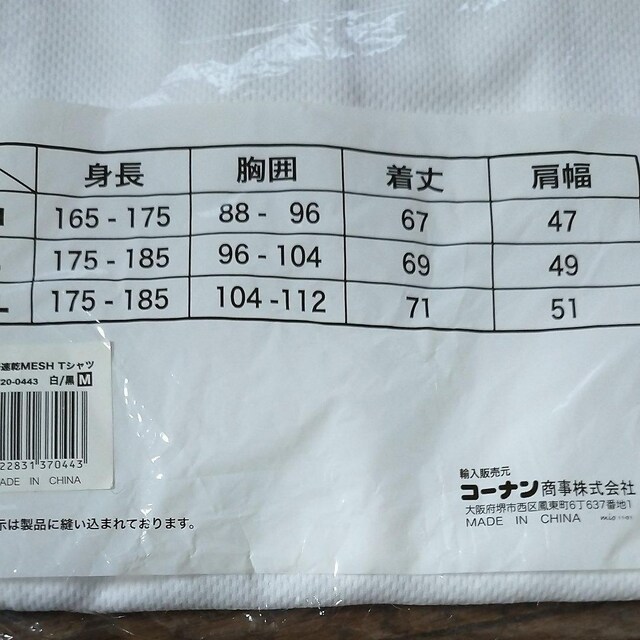 身長 胸囲 着丈 肩幅
165 - 175 88 - 96 67 47
175 - 185 96 - 104 69 49
L 175 - 185 104 -112 71 51
速乾MESH Tシャツ
20-0443 白/黒 M
22831 370443
MADE IN CHINA
示は製品に縫い込まれております。
輸入販売元
コーナン商事株式会社
大阪府堺市西区鳳東町6丁637番地1
MADE IN CHINA mio